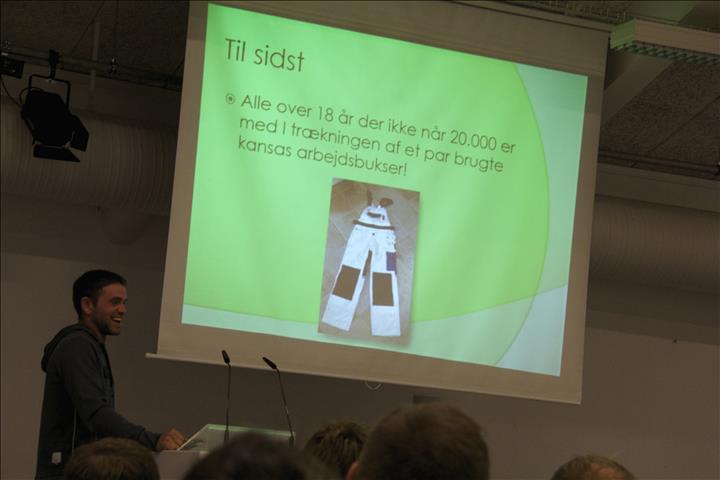 Til sidst
Alle over 18 år der ikke når 20.000 er
med I trækningen af et par brugte
kansas arbejdsbukser!